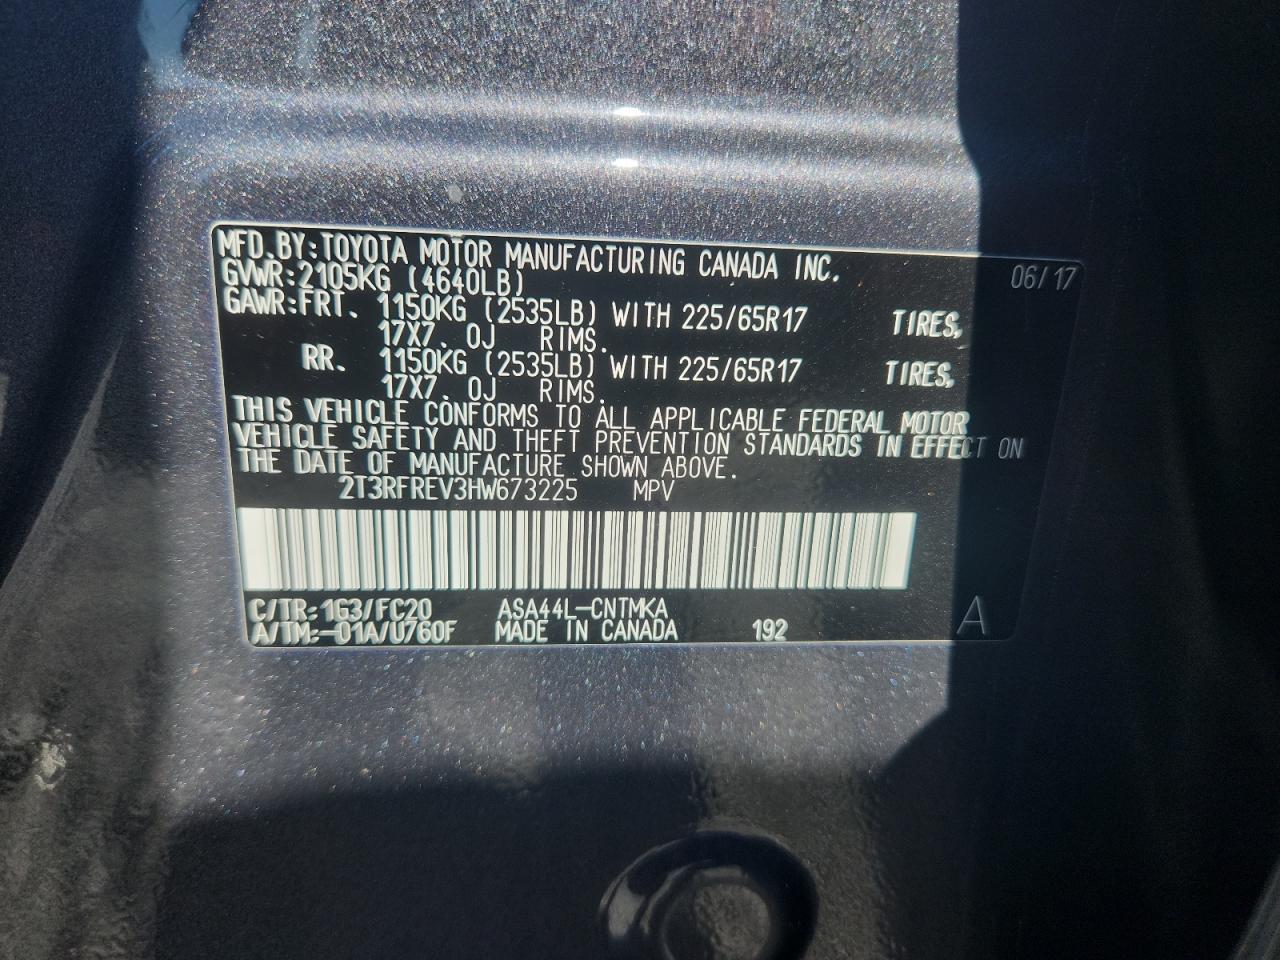 MFD.BY:TOYOTA MOTOR MANUFACTURING CANADA INC.
GVWR:2105KG (4640LB) 06/17
GAWR:FRT. 1150KG (2535LB) WITH 225/65R17 TIRES,
17X7.0J RIMS.
RR. 1150KG (2535LB) WITH 225/65R17 TIRES,
17X7.0J RIMS.
THIS VEHICLE CONFORMS TO ALL APPLICABLE FEDERAL MOTOR
VEHICLE SAFETY AND THEFT PREVENTION STANDARDS IN EFFECT ON
THE DATE OF MANUFACTURE SHOWN ABOVE.
2T3RFREV3HW673225 MPV
C/TR:1G3/FC20 ASA44L-CNTMKA
A/TM:-01A/U760F MADE IN CANADA 192 A